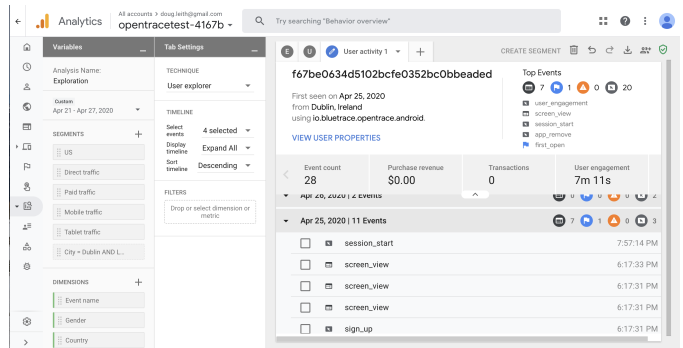 Analytics
All accounts > doug.leith@gmail.com
opentracetest-4167b
Try searching "Behavior overview"
Variables
Analysis Name:
Exploration
Custom
Apr 21 - Apr 27, 2020
SEGMENTS
US
Direct traffic
Paid traffic
Mobile traffic
Tablet traffic
City = Dublin AND L...
DIMENSIONS
Event name
Gender
Country
Tab Settings
TECHNIQUE
User explorer
TIMELINE
Select events
4 selected
Display timeline
Expand All
Sort timeline
Descending
FILTERS
Drop or select dimension or
metric
E
U
User activity 1
CREATE SEGMENT
f67be0634d5102bcfe0352bc0bbeaded
First seen on Apr 25, 2020
from Dublin, Ireland
using io.bluetrace.opentrace.android.
VIEW USER PROPERTIES
Top Events
7 1 0 20
user_engagement
screen_view
session_start
app_remove
first_open
Event count
28
Purchase revenue
$0.00
Transactions
0
User engagement
7m 11s
Apr 26, 2020 | 2 Events
0 0 0 2
Apr 25, 2020 | 11 Events
7 1 0 3
session_start 7:57:14 PM
screen_view 6:17:33 PM
screen_view 6:17:31 PM
screen_view 6:17:31 PM
sign_up 6:17:31 PM